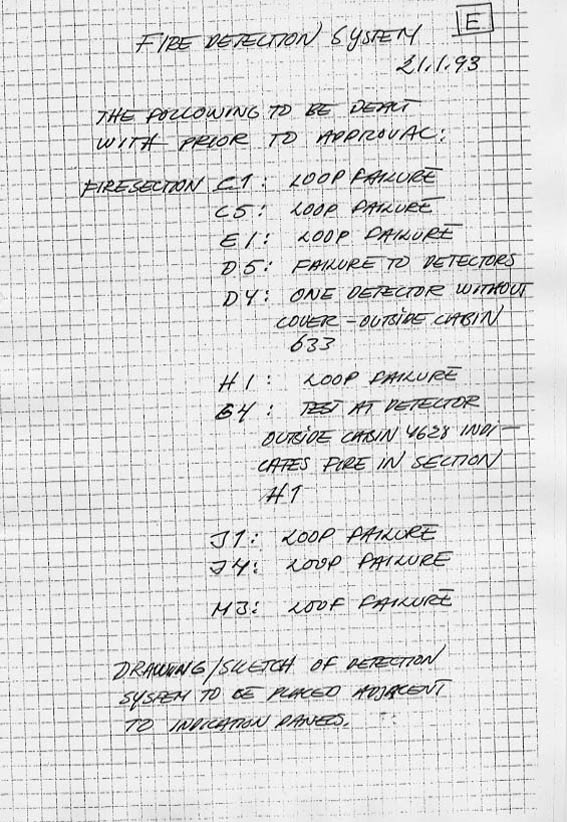 E
FIRE DETECTION SYSTEM
21.1.93
THE FOLLOWING TO BE DEALT
WITH PRIOR TO APPROVAL:
FIRESECTION C1: LOOP FAILURE
C5: LOOP FAILURE
E1: LOOP FAILURE
D5: FAILURE TO DETECTORS
D4: ONE DETECTOR WITHOUT
COVER - OUTSIDE CABIN
633
H1: LOOP FAILURE
G4: TEST AT DETECTOR
OUTSIDE CABIN 4628 INDI-
CATES FIRE IN SECTION
H1
J1: LOOP FAILURE
J4: LOOP FAILURE
M3: LOOP FAILURE
DRAWING/SKETCH OF DETECTION
SYSTEM TO BE PLACED ADJACENT
TO INDICATION PANELS.